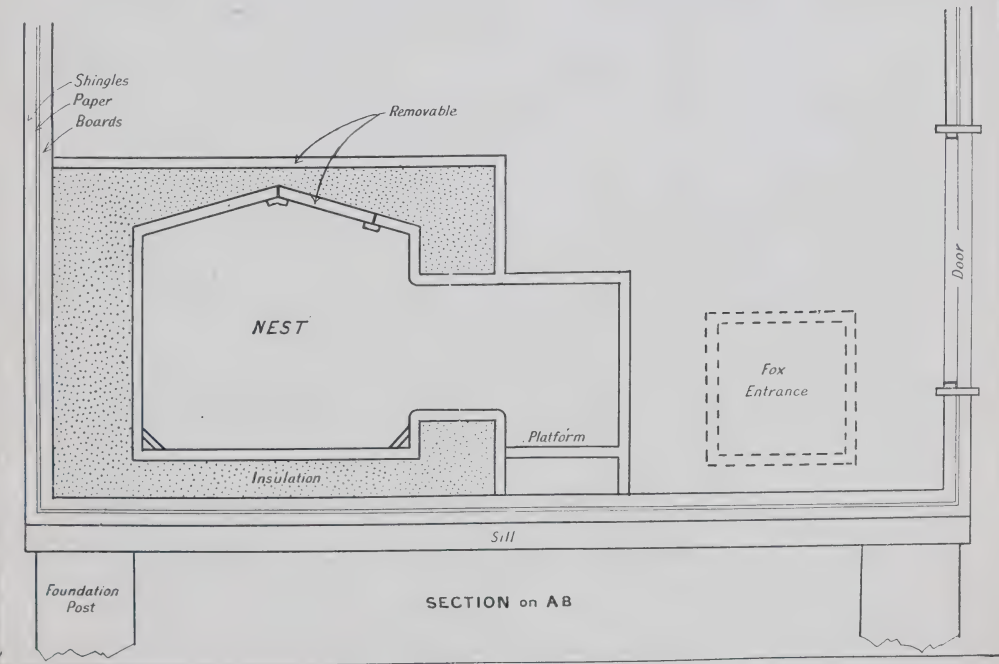 Shingles
Paper
Boards
Removable
Door
NEST
Fox
Entrance
Platform
Insulation
Sill
Foundation
Post
SECTION on AB